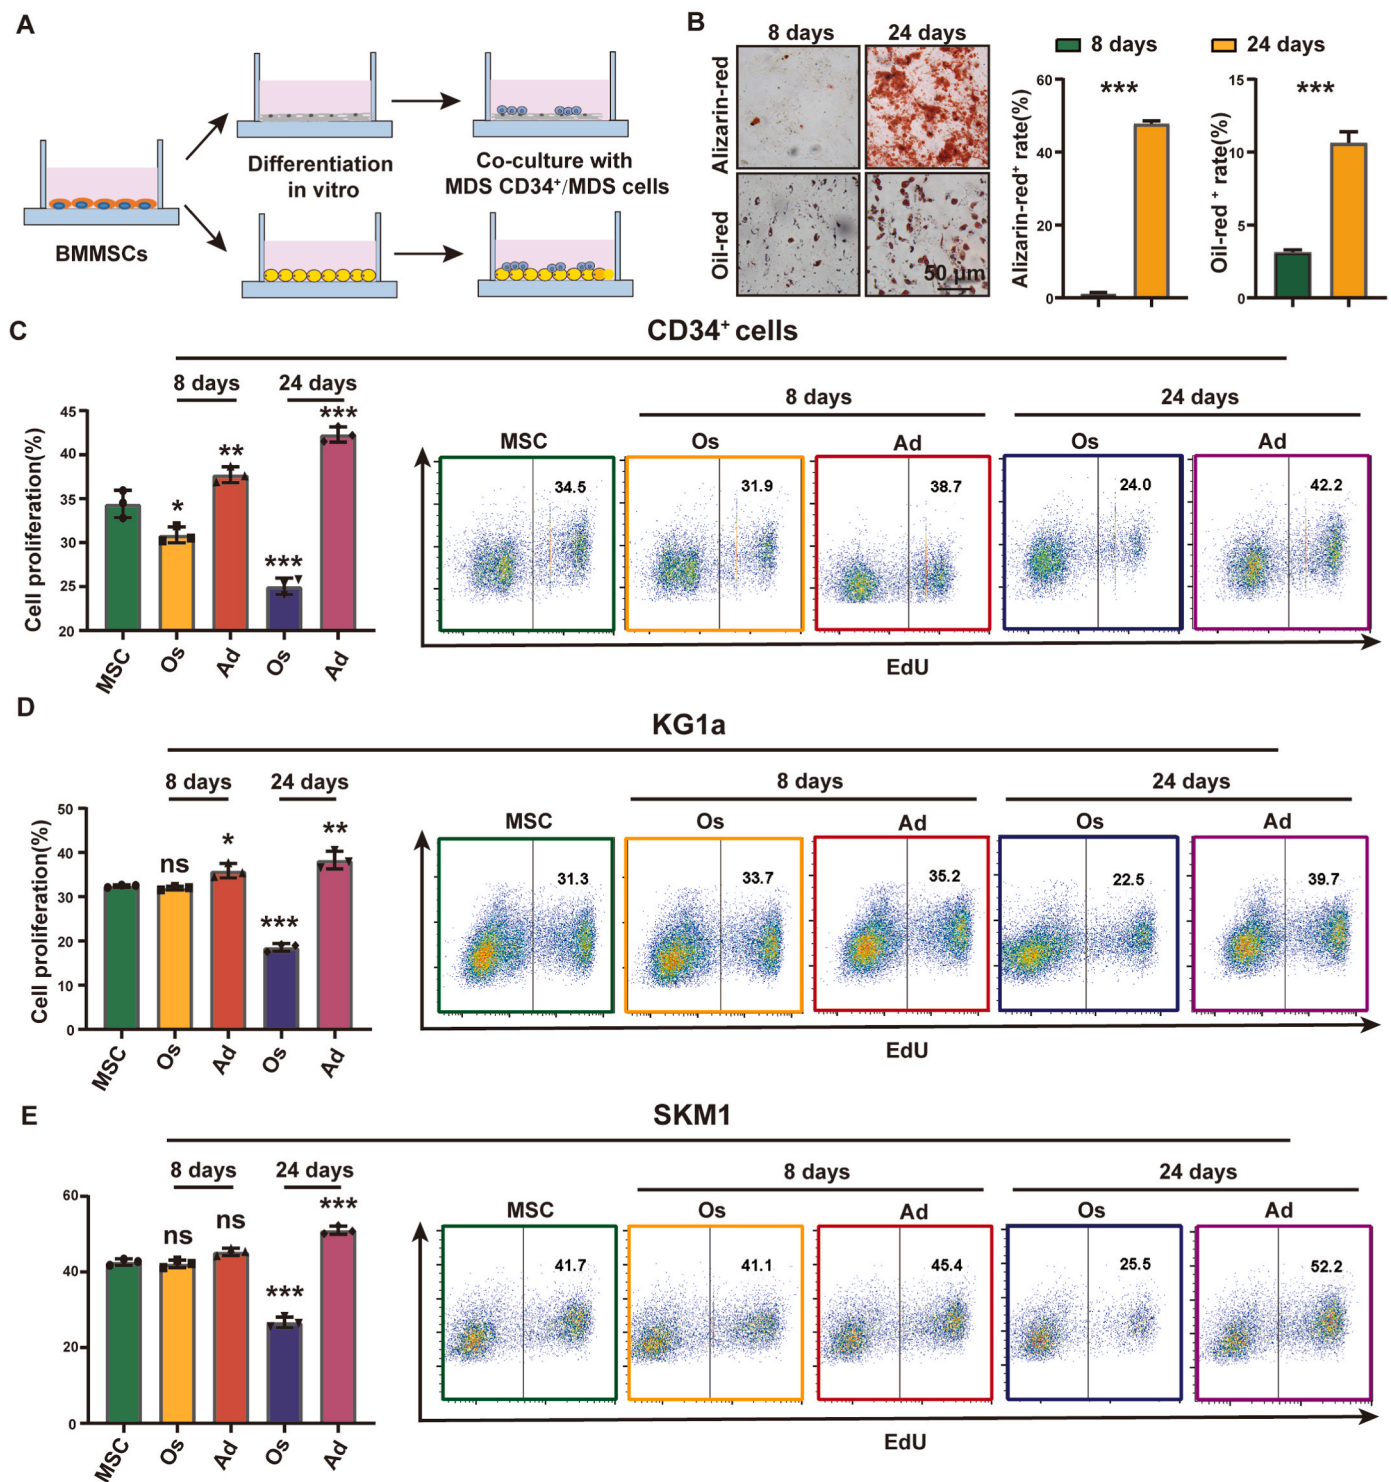 A
BMMSCs
Differentiation
in vitro
Co-culture with
MDS CD34⁺/MDS cells
B
8 days
24 days
Alizarin-red
Oil-red
50 μm
8 days
24 days
Alizarin-red⁺ rate(%)
60
40
20
0
***
Oil-red ⁺ rate(%)
15
10
5
0
***
C
CD34⁺ cells
8 days
24 days
Cell proliferation(%)
45
40
35
30
25
20
*
**
***
***
MSC
Os
Ad
Os
Ad
8 days
24 days
MSC
Os
Ad
Os
Ad
34.5
31.9
38.7
24.0
42.2
EdU
D
KG1a
8 days
24 days
Cell proliferation(%)
50
40
30
20
10
0
ns
*
***
**
MSC
Os
Ad
Os
Ad
8 days
24 days
MSC
Os
Ad
Os
Ad
31.3
33.7
35.2
22.5
39.7
EdU
E
SKM1
8 days
24 days
Cell proliferation(%)
60
40
20
0
ns
ns
***
***
MSC
Os
Ad
Os
Ad
8 days
24 days
MSC
Os
Ad
Os
Ad
41.7
41.1
45.4
25.5
52.2
EdU